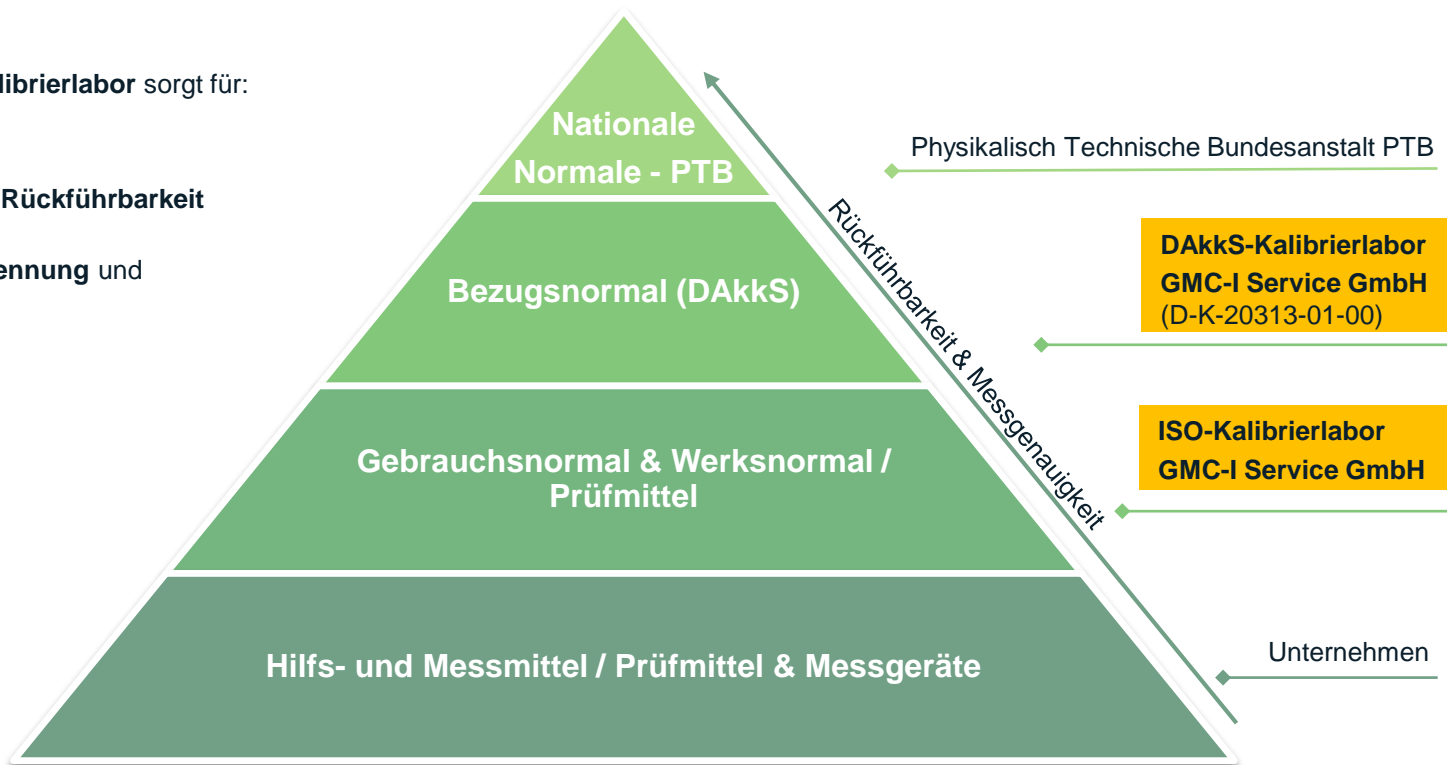 librierlabor sorgt für:
Rückführbarkeit
ennung und
Nationale
Normale - PTB
Bezugsnormal (DAkkS)
Gebrauchsnormal & Werksnormal /
Prüfmittel
Hilfs- und Messmittel / Prüfmittel & Messgeräte
Rückführbarkeit & Messgenauigkeit
Physikalisch Technische Bundesanstalt PTB
DAkkS-Kalibrierlabor
GMC-I Service GmbH
(D-K-20313-01-00)
ISO-Kalibrierlabor
GMC-I Service GmbH
Unternehmen